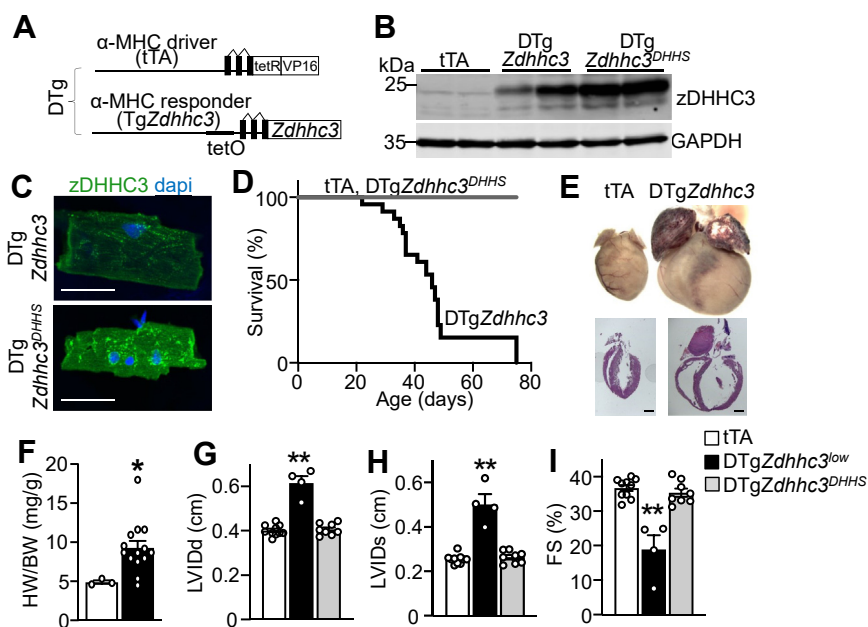 A
α-MHC driver
(tTA)
tetR VP16
DTg
α-MHC responder
(TgZdhhc3)
Zdhhc3
tetO
B
DTg
Zdhhc3
DTg
Zdhhc3DHHS
tTA
kDa
25
zDHHC3
35
GAPDH
C
zDHHC3 dapi
DTg
Zdhhc3
DTg
Zdhhc3DHHS
D
tTA, DTgZdhhc3DHHS
100
50
0
Survival (%)
DTgZdhhc3
0 20 40 60 80
Age (days)
E
tTA DTgZdhhc3
tTA
DTgZdhhc3low
DTgZdhhc3DHHS
F
HW/BW (mg/g)
20
15
10
5
0
*
G
LVIDd (cm)
0.6
0.4
0.2
0
**
H
LVIDs (cm)
0.6
0.4
0.2
0
**
I
FS (%)
40
30
20
10
0
**